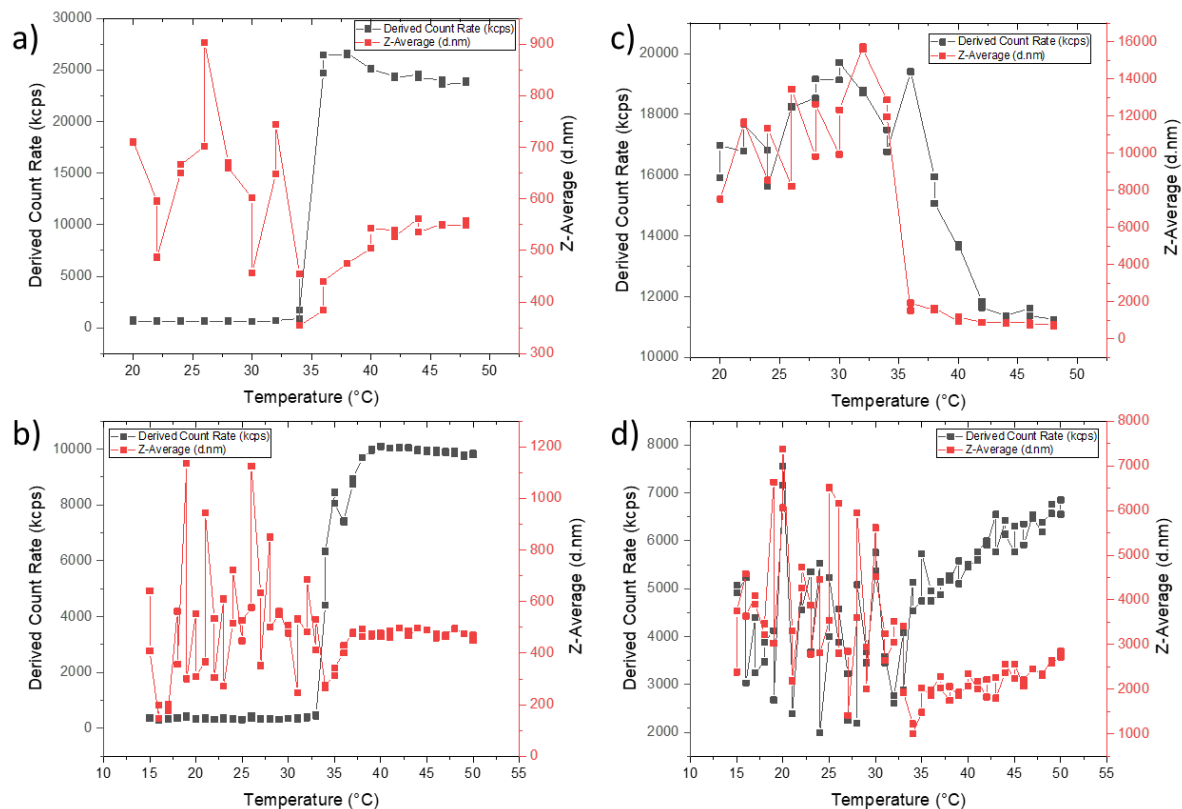 a)
Derived Count Rate (kcps)
Z-Average (d.nm)
30000
25000
20000
15000
10000
5000
0
Derived Count Rate (kcps)
900
800
700
600
500
400
300
Z-Average (d.nm)
20 25 30 35 40 45 50
Temperature (°C)
c)
Derived Count Rate (kcps)
Z-Average (d.nm)
20000
18000
16000
14000
12000
10000
Derived Count Rate (kcps)
16000
14000
12000
10000
8000
6000
4000
2000
0
Z-Average (d.nm)
20 25 30 35 40 45 50
Temperature (°C)
b)
Derived Count Rate (kcps)
Z-Average (d.nm)
10000
8000
6000
4000
2000
0
Derived Count Rate (kcps)
1200
1000
800
600
400
200
0
Z-Average (d.nm)
10 15 20 25 30 35 40 45 50 55
Temperature (°C)
d)
Derived Count Rate (kcps)
Z-Average (d.nm)
8000
7000
6000
5000
4000
3000
2000
Derived Count Rate (kcps)
8000
7000
6000
5000
4000
3000
2000
1000
Z-Average (d.nm)
10 15 20 25 30 35 40 45 50 55
Temperature (°C)